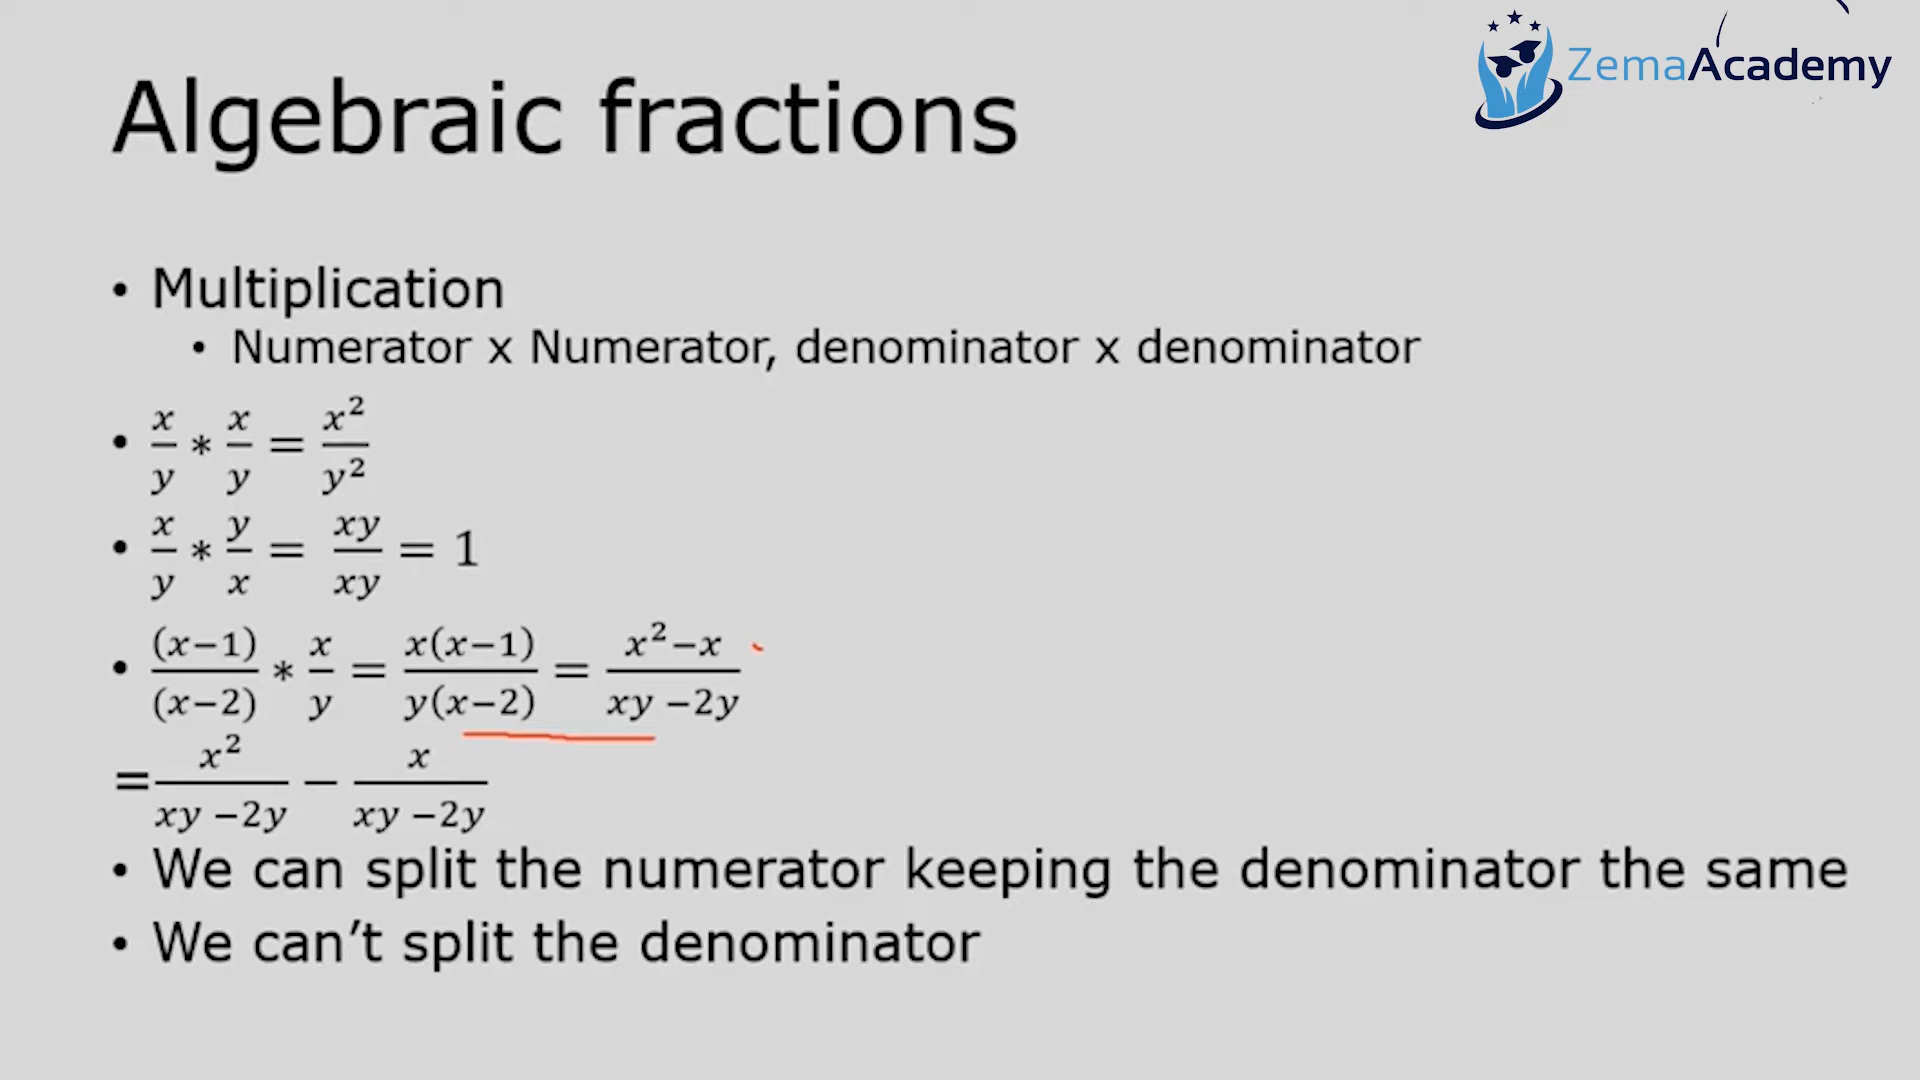 ZemaAcademy
Algebraic fractions
• Multiplication
• Numerator x Numerator, denominator x denominator
• x/y * x/y = x²/y²
• x/y * y/x = xy/xy = 1
• (x−1)/(x−2) * x/y = x(x−1)/y(x−2) = x²−x/xy −2y
=x²/xy −2y − x/xy −2y
• We can split the numerator keeping the denominator the same
• We can’t split the denominator